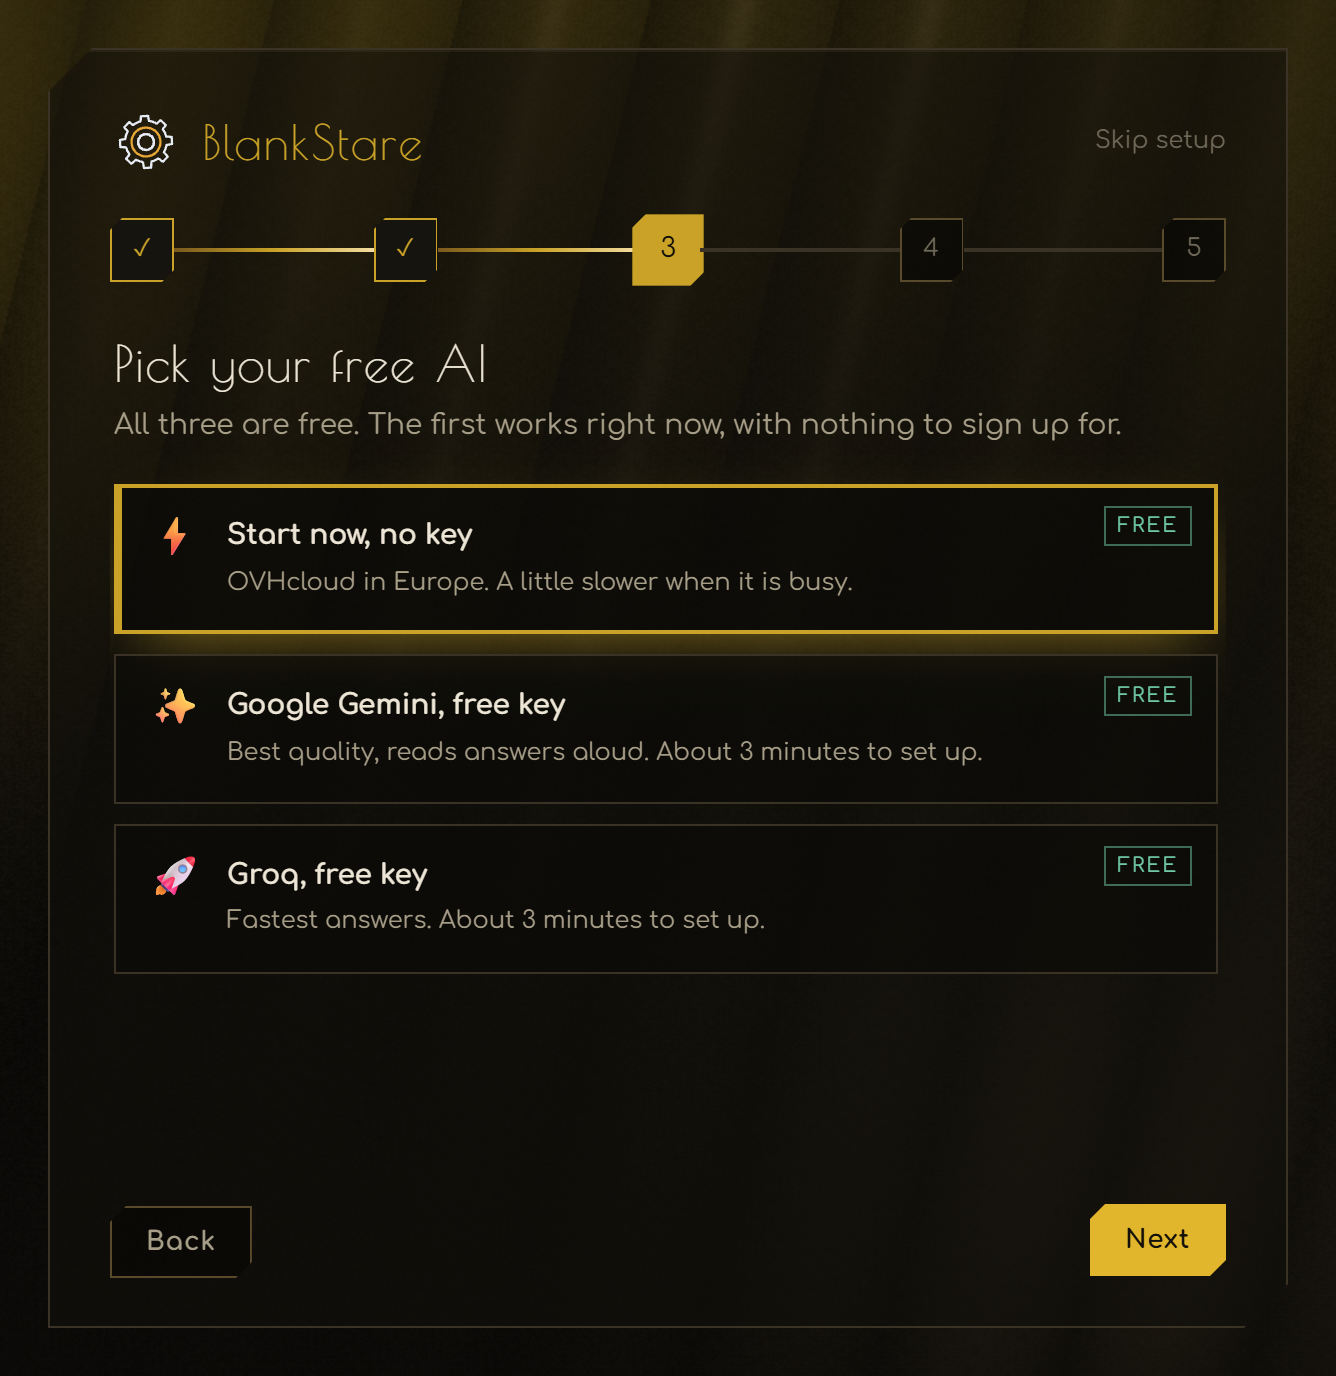 BlankStare
Skip setup
✓ ✓ 3 4 5
Pick your free AI
All three are free. The first works right now, with nothing to sign up for.
Start now, no key
FREE
OVHcloud in Europe. A little slower when it is busy.
Google Gemini, free key
FREE
Best quality, reads answers aloud. About 3 minutes to set up.
Groq, free key
FREE
Fastest answers. About 3 minutes to set up.
Back
Next